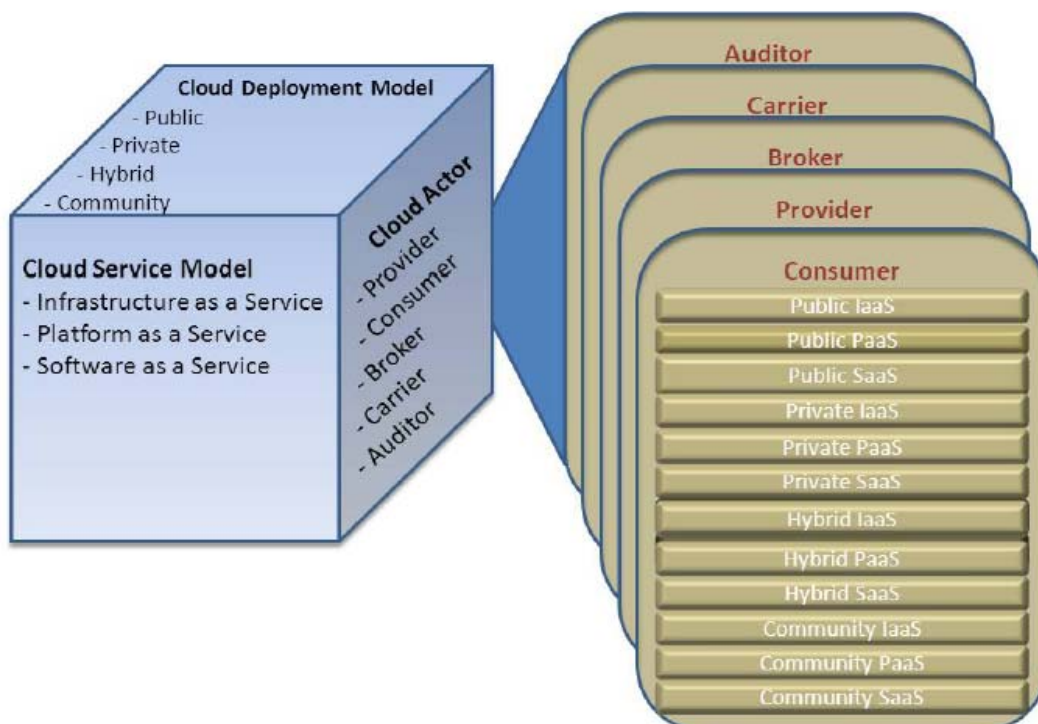 Cloud Deployment Model
- Public
- Private
- Hybrid
- Community
Cloud Service Model
- Infrastructure as a Service
- Platform as a Service
- Software as a Service
Cloud Actor
- Provider
- Consumer
- Broker
- Carrier
- Auditor
Auditor
Carrier
Broker
Provider
Consumer
Public IaaS
Public PaaS
Public SaaS
Private IaaS
Private PaaS
Private SaaS
Hybrid IaaS
Hybrid PaaS
Hybrid SaaS
Community IaaS
Community PaaS
Community SaaS